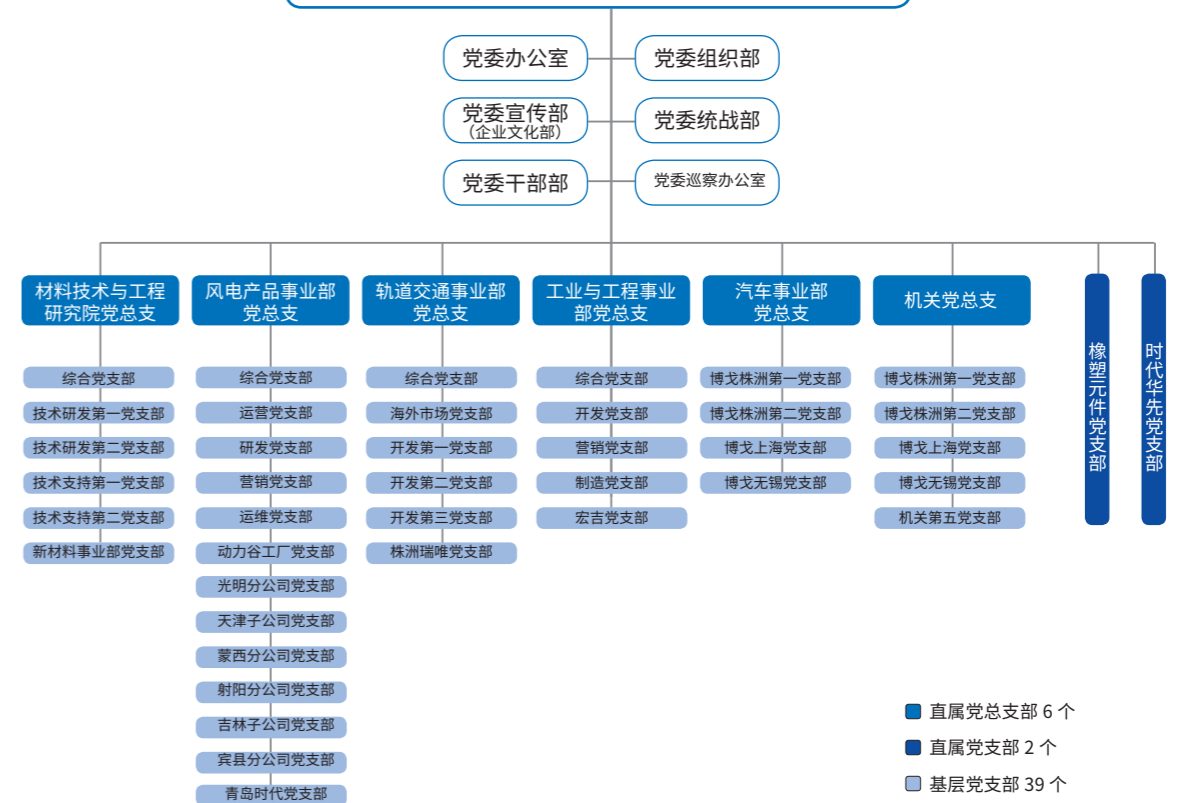 党委办公室
党委组织部
党委宣传部
（企业文化部）
党委统战部
党委干部部
党委巡察办公室
材料技术与工程
研究院党总支
综合党支部
技术研发第一党支部
技术研发第二党支部
技术支持第一党支部
技术支持第二党支部
新材料事业部党支部
风电产品事业部
党总支
综合党支部
运营党支部
研发党支部
营销党支部
运维党支部
动力谷工厂党支部
光明分公司党支部
天津子公司党支部
蒙西分公司党支部
射阳分公司党支部
吉林子公司党支部
宾县分公司党支部
青岛时代党支部
轨道交通事业部
党总支
综合党支部
海外市场党支部
开发第一党支部
开发第二党支部
开发第三党支部
株洲瑞唯党支部
工业与工程事业
部党总支
综合党支部
开发党支部
营销党支部
制造党支部
宏吉党支部
汽车事业部
党总支
博戈株洲第一党支部
博戈株洲第二党支部
博戈上海党支部
博戈无锡党支部
机关党总支
博戈株洲第一党支部
博戈株洲第二党支部
博戈上海党支部
博戈无锡党支部
机关第五党支部
橡塑元件党支部
时代华先党支部
直属党总支部 6 个
直属党支部 2 个
基层党支部 39 个